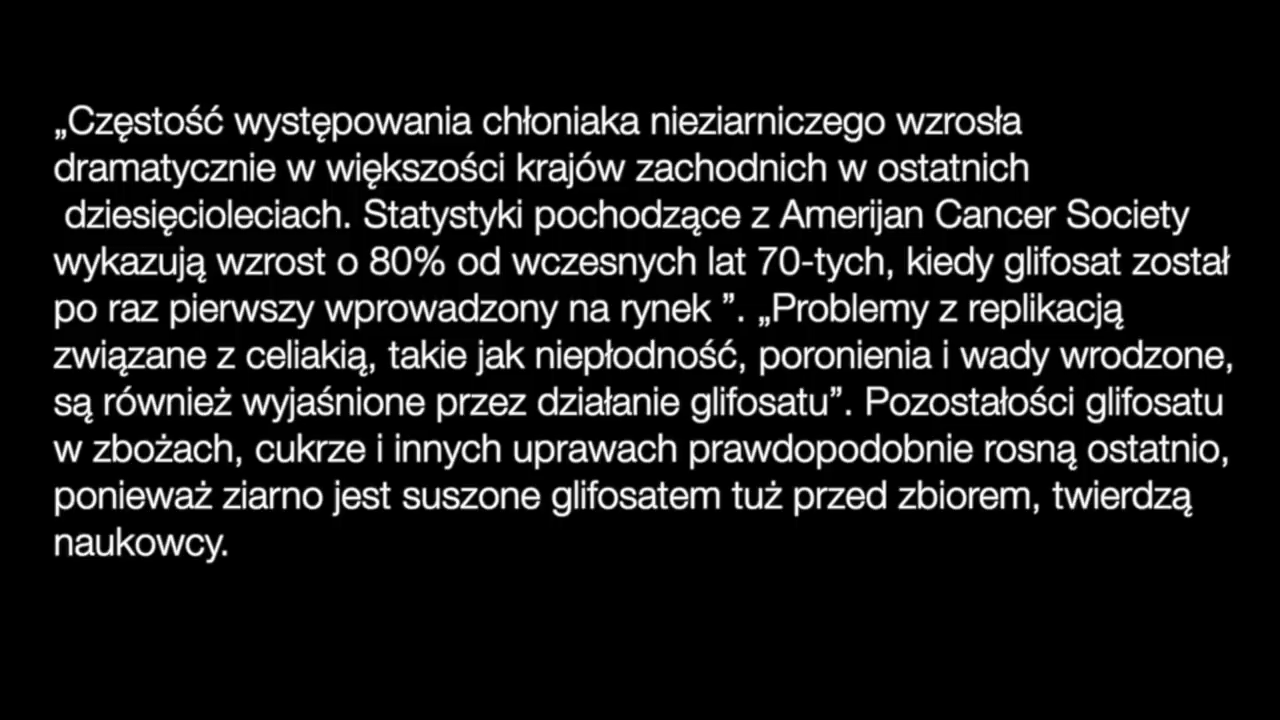 „Częstość występowania chłoniaka nieziarniczego wzrosła
dramatycznie w większości krajów zachodnich w ostatnich
dziesięcioleciach. Statystyki pochodzące z Amerijan Cancer Society
wykazują wzrost o 80% od wczesnych lat 70-tych, kiedy glifosat został
po raz pierwszy wprowadzony na rynek ”. „Problemy z replikacją
związane z celiakią, takie jak niepłodność, poronienia i wady wrodzone,
są również wyjaśnione przez działanie glifosatu”. Pozostałości glifosatu
w zbożach, cukrze i innych uprawach prawdopodobnie rosną ostatnio,
ponieważ ziarno jest suszone glifosatem tuż przed zbiorem, twierdzą
naukowcy.